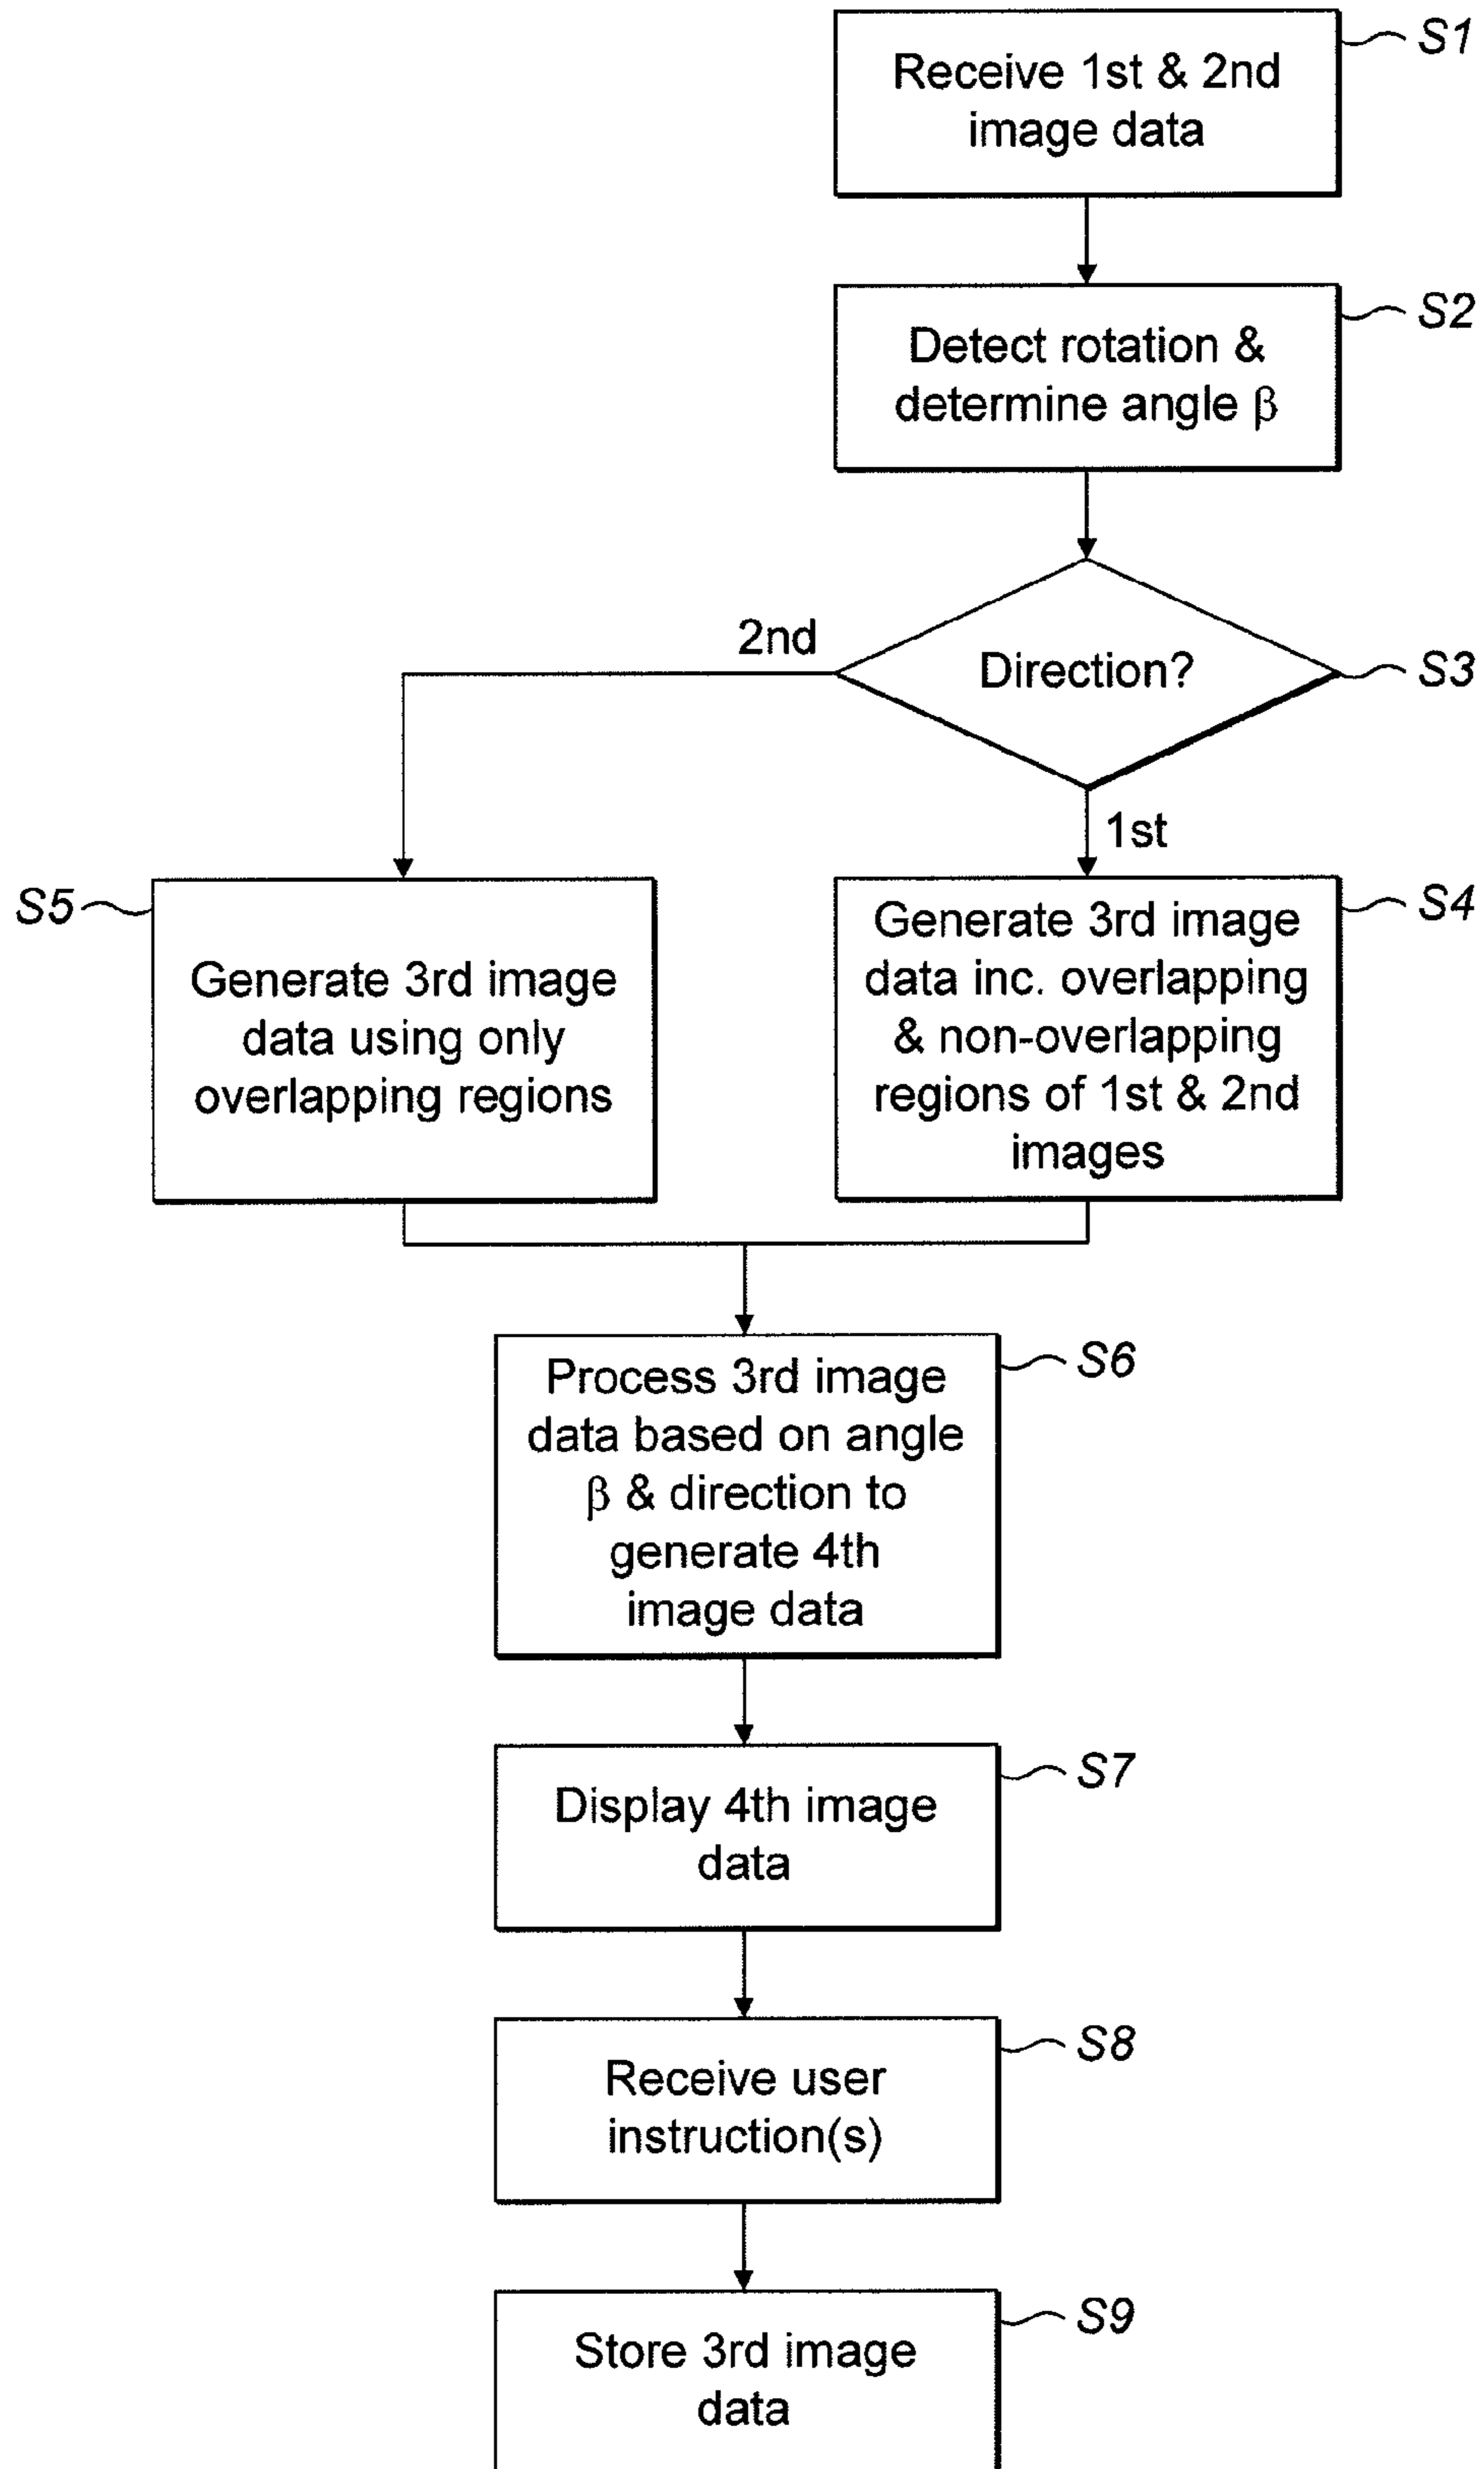 S1
Receive 1st & 2nd
image data
S2
Detect rotation &
determine angle β
2nd
Direction?
S3
1st
S5
Generate 3rd image
data using only
overlapping regions
S4
Generate 3rd image
data inc. overlapping
& non-overlapping
regions of 1st & 2nd
images
S6
Process 3rd image
data based on angle
β & direction to
generate 4th
image data
S7
Display 4th image
data
S8
Receive user
instruction(s)
S9
Store 3rd image
data